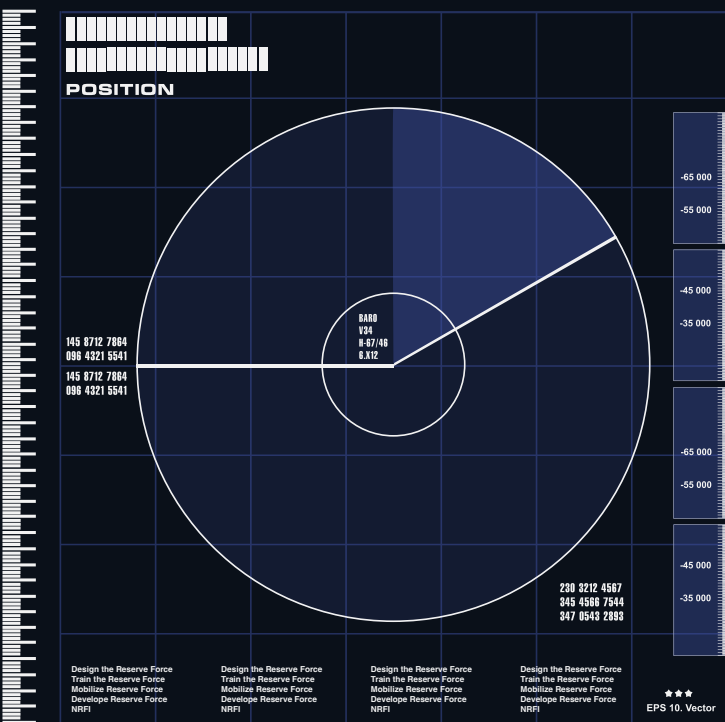 POSITION
-65 000
-55 000
-45 000
-35 000
BARO
V34
H-67/46
6.X12
145 8712 7864
096 4321 5541
145 8712 7864
096 4321 5541
-65 000
-55 000
-45 000
-35 000
230 3212 4567
345 4566 7544
347 0543 2893
Design the Reserve Force
Train the Reserve Force
Mobilize Reserve Force
Develope Reserve Force
NRFI
Design the Reserve Force
Train the Reserve Force
Mobilize Reserve Force
Develope Reserve Force
NRFI
Design the Reserve Force
Train the Reserve Force
Mobilize Reserve Force
Develope Reserve Force
NRFI
Design the Reserve Force
Train the Reserve Force
Mobilize Reserve Force
Develope Reserve Force
NRFI
EPS 10. Vector